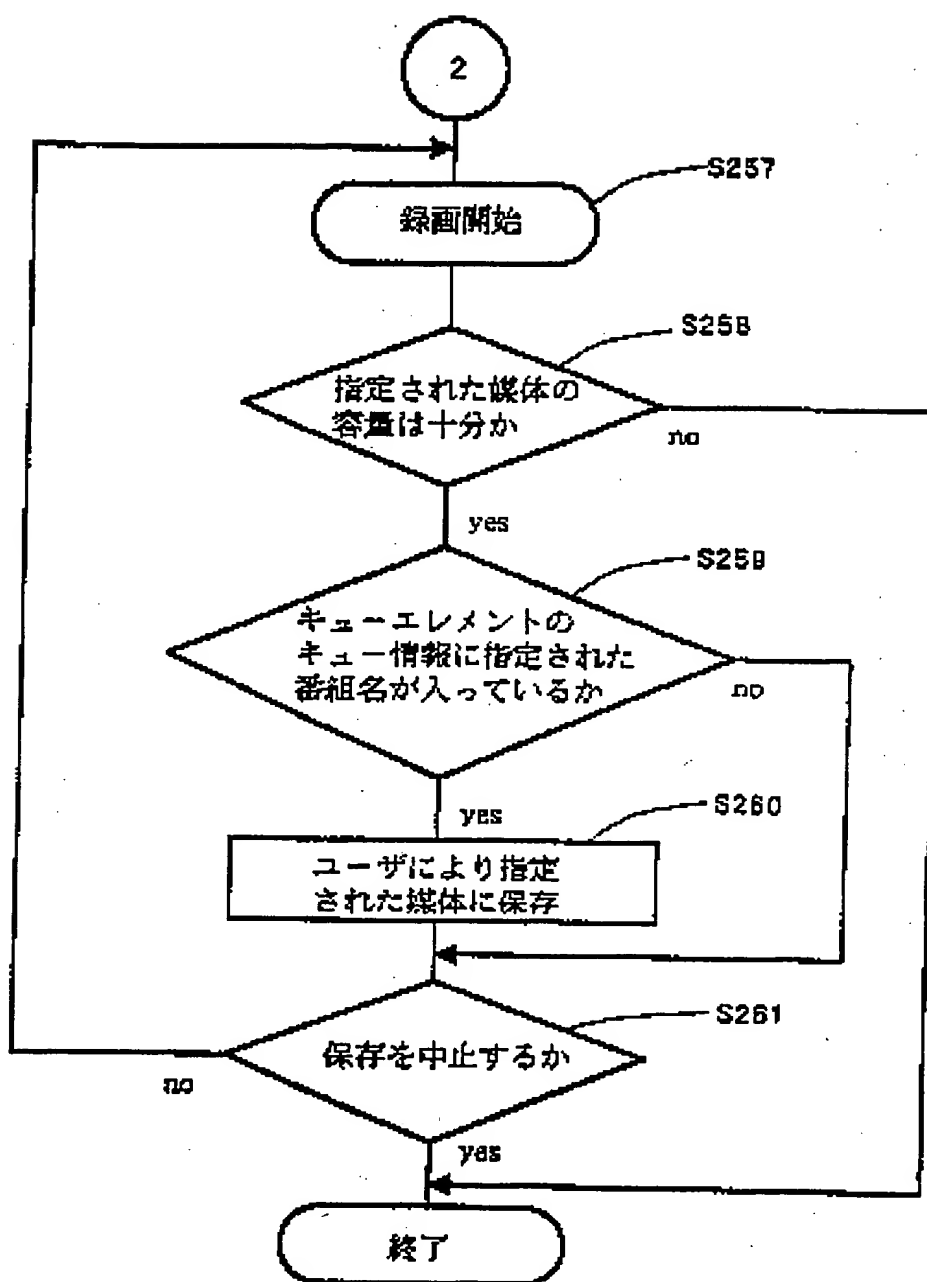 2
S257
録画開始
S258
指定された媒体の
容量は十分か
no
yes
S259
キューエレメントの
キュー情報に指定された
番組名が入っているか
no
yes
S260
ユーザにより指定
された媒体に保存
S261
保存を中止するか
no
yes
終了